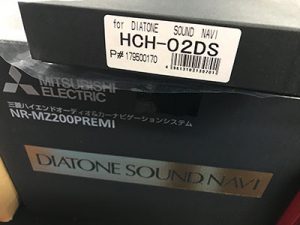 for DIATONE SOUND NAVI
HCH-02DS
P# 179500170
MITSUBISHI
ELECTRIC
三菱ハイエンドオーディオ&カーナビゲーションシステム
NR-MZ200PREMI
DIATONE SOUND.NAVI